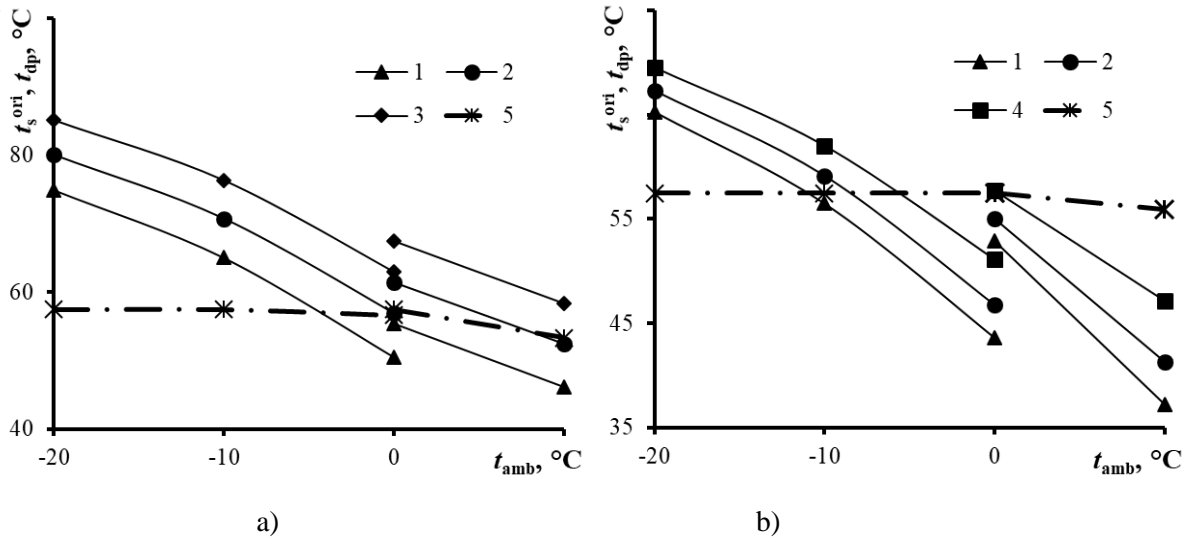 t_s^ori, t_dp, °C
1 2
3 5
80
60
40
-20 -10 0 t_amb, °C
a)
t_s^ori, t_dp, °C
1 2
4 5
55
45
35
-20 -10 0 t_amb, °C
b)